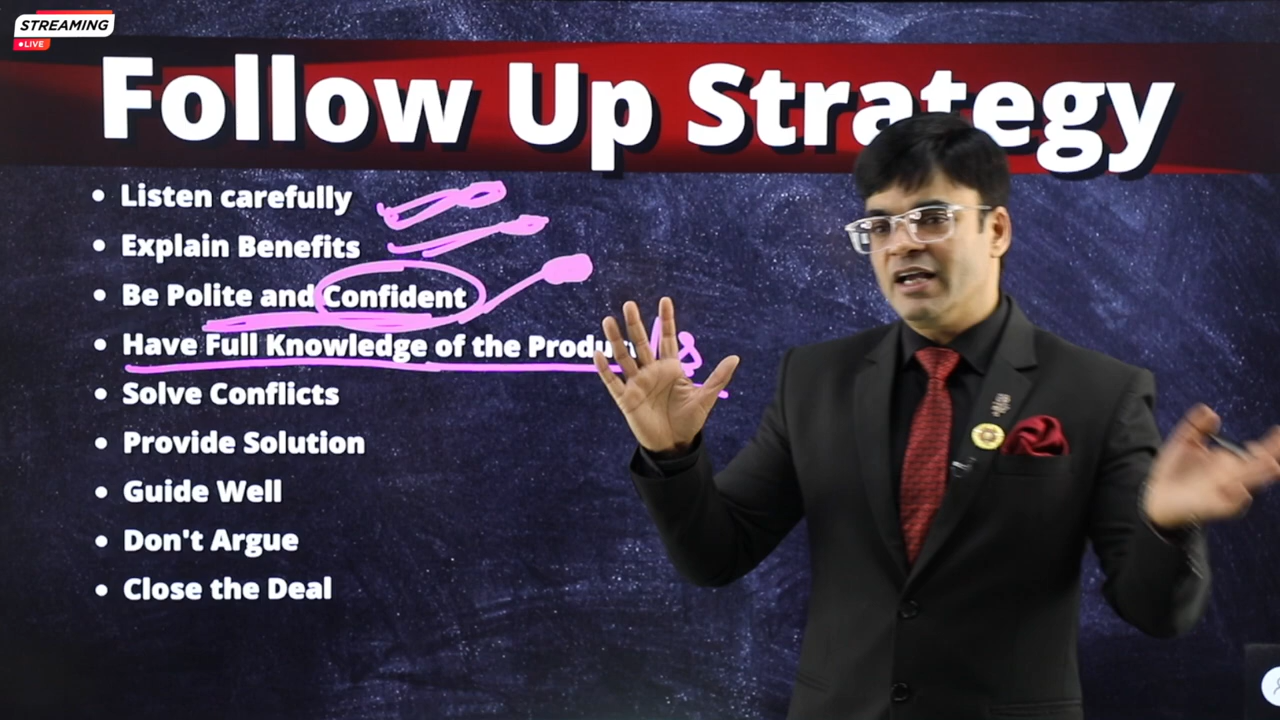 STREAMING
LIVE
Follow Up Strategy
• Listen carefully
• Explain Benefits
• Be Polite and Confident
• Have Full Knowledge of the
• Solve Conflicts
• Provide Solution
• Guide Well
• Don't Argue
• Close the Deal